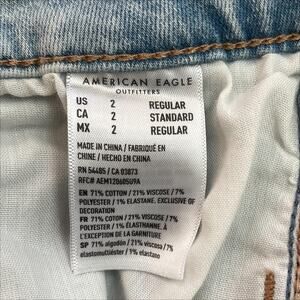 AMERICAN EAGLE
OUTFITTERS
US 2 REGULAR
CA 2 STANDARD
MX 2 REGULAR
MADE IN CHINA / FABRIQUÉ EN
CHINE / HECHO EN CHINA
RN 54485 / CA 03873
RFC# AEM120605U9A
EN 71% COTTON / 21% VISCOSE / 7%
POLYESTER / 1% ELASTANE, EXCLUSIVE OF
DECORATION
FR 71% COTON / 21% VISCOSE / 7%
POLYESTER / 1% ÉLASTHANNE, À
L'EXCEPTION DE LA GARNITURE
SP 71% algodón / 21% viscosa / 7%
elastomultiéster / 1% elastano